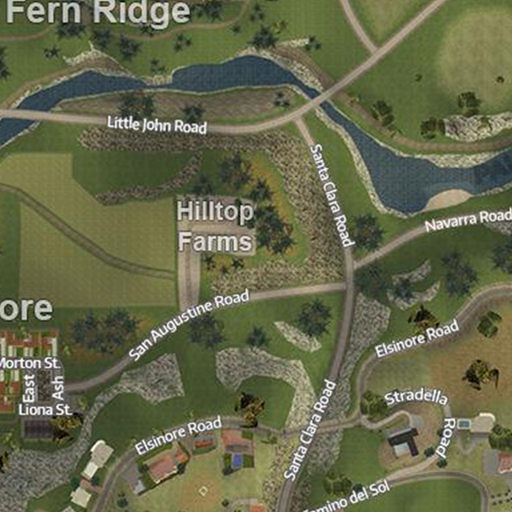 Fern Ridge
Little John Road
Santa Clara Road
Hilltop
Farms
Navarra Road
San Augustine Road
ore
Elsinore Road
Morton St.
East
Ash
Liona St.
Stradella
Road
Elsinore Road
Santa Clara Road
Camino del Sol